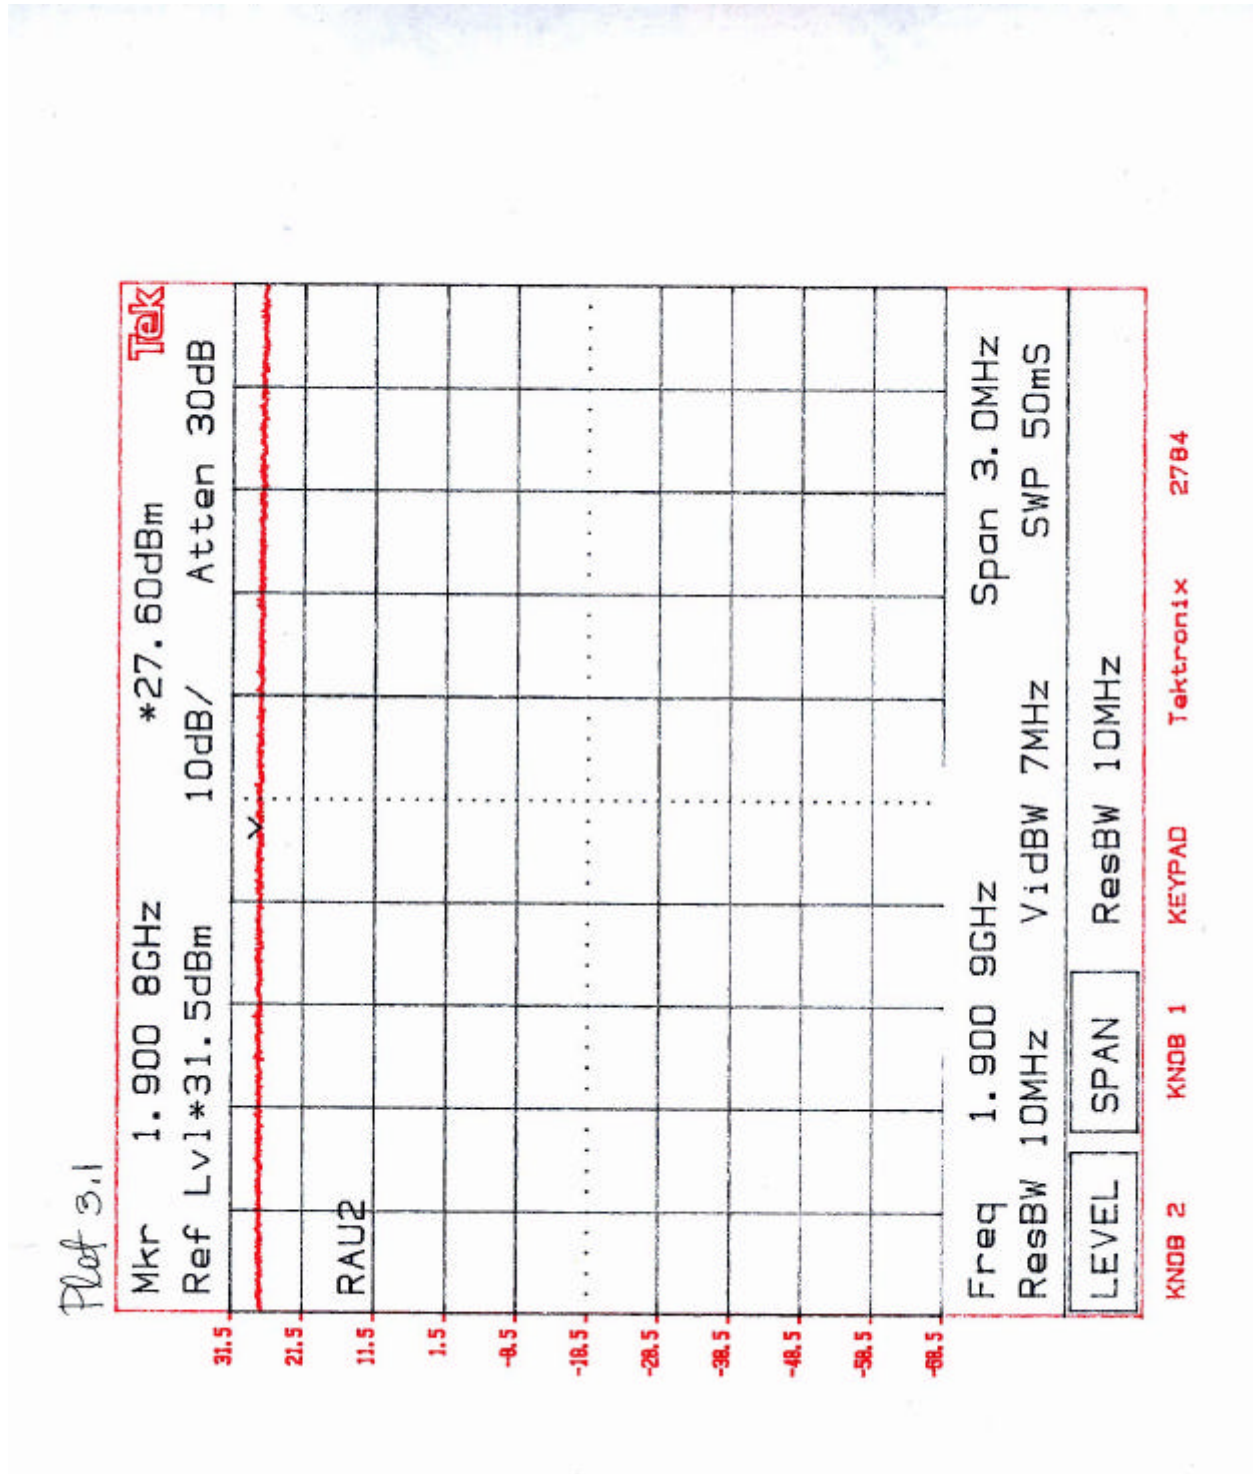 Plot 3.1
Mkr 1.900 8GHz *27.60dBm Tek
Ref Lvl*31.5dBm 10dB/ Atten 30dB
31.5
21.5
RAU2
11.5
1.5
-8.5
-18.5
-28.5
-38.5
-48.5
-58.5
-68.5
Freq 1.900 9GHz Span 3.0MHz
ResBW 10MHz VidBW 7MHz SWP 50mS
LEVEL SPAN ResBW 10MHz
KNOB 2 KNOB 1 KEYPAD Tektronix 2784